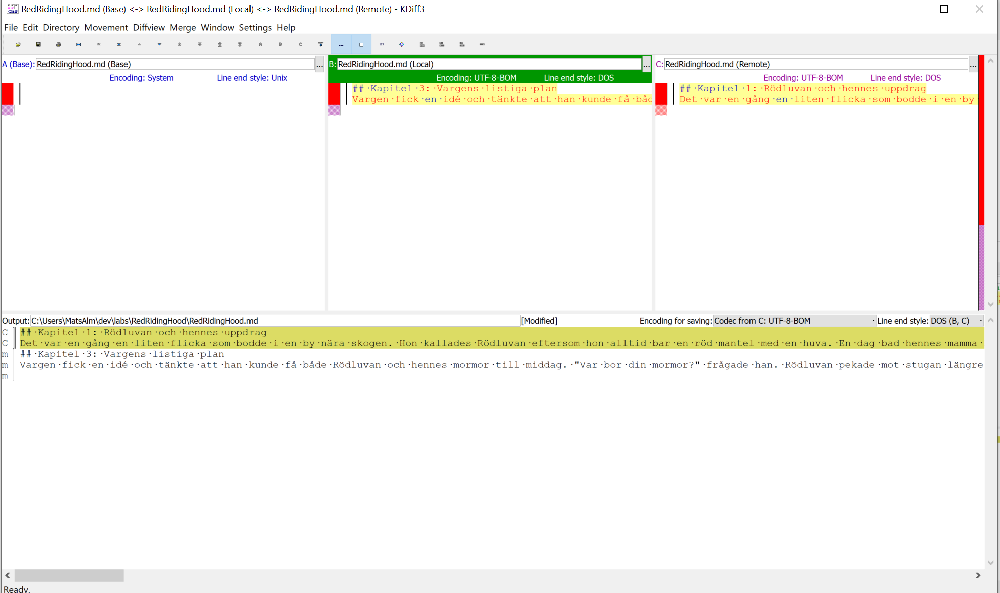 RedRidingHood.md (Base) <-> RedRidingHood.md (Local) <-> RedRidingHood.md (Remote) - KDiff3
File Edit Directory Movement Diffview Merge Window Settings Help
A (Base): RedRidingHood.md (Base) ...
Encoding: System Line end style: Unix
B: RedRidingHood.md (Local) ...
Encoding: UTF-8-BOM Line end style: DOS
##·Kapitel·3:·Vargens·listiga·plan
Vargen·fick·en·idé·och·tänkte·att·han·kunde·få·båd
C: RedRidingHood.md (Remote) ...
Encoding: UTF-8-BOM Line end style: DOS
##·Kapitel·1:·Rödluvan·och·hennes·uppdrag
Det·var·en·gång·en·liten·flicka·som·bodde·i·en·by·
Output: C:\Users\MatsAlm\dev\labs\RedRidingHood\RedRidingHood.md [Modified] Encoding for saving: Codec from C: UTF-8-BOM Line end style: DOS (B, C)
C ##·Kapitel·1:·Rödluvan·och·hennes·uppdrag
C Det·var·en·gång·en·liten·flicka·som·bodde·i·en·by·nära·skogen.·Hon·kallades·Rödluvan·eftersom·hon·alltid·bar·en·röd·mantel·med·en·huva.·En·dag·bad·hennes·mamma·
m ##·Kapitel·3:·Vargens·listiga·plan
m Vargen·fick·en·idé·och·tänkte·att·han·kunde·få·både·Rödluvan·och·hennes·mormor·till·middag.·"Var·bor·din·mormor?"·frågade·han.·Rödluvan·pekade·mot·stugan·längre
m
Ready.